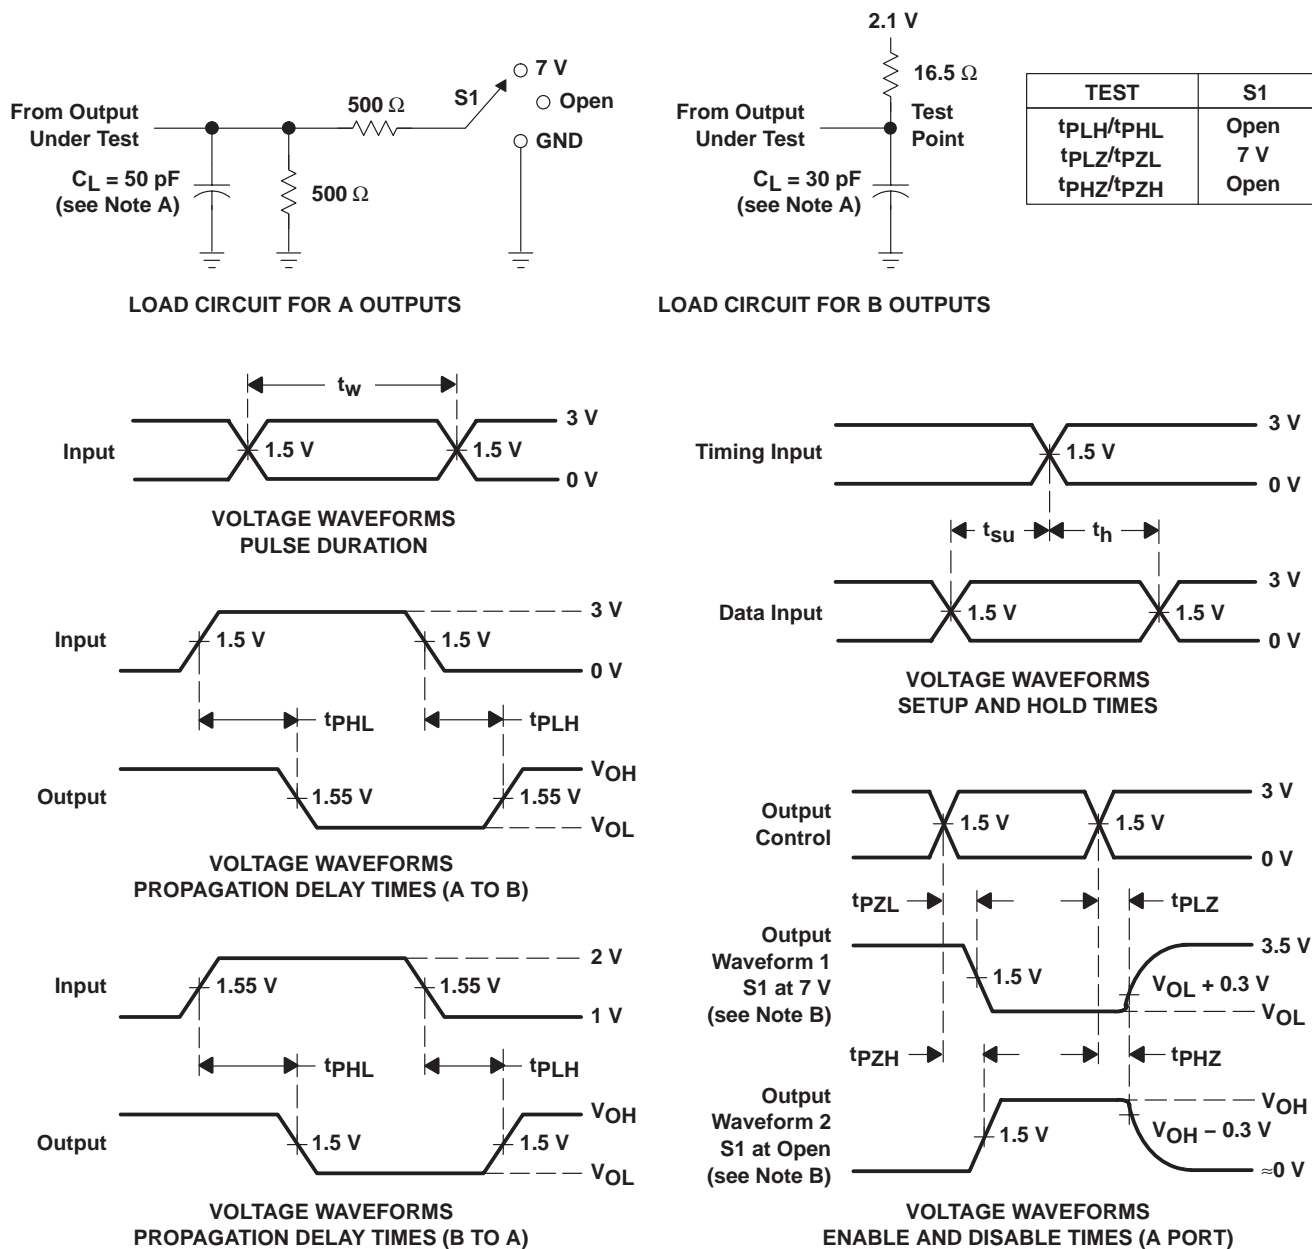 7 V
S1
Open
GND
500 Ω
From Output
Under Test
CL = 50 pF
(see Note A)
500 Ω
LOAD CIRCUIT FOR A OUTPUTS
2.1 V
16.5 Ω
From Output
Under Test
Test
Point
CL = 30 pF
(see Note A)
LOAD CIRCUIT FOR B OUTPUTS
TEST S1
tPLH/tPHL Open
tPLZ/tPZL 7 V
tPHZ/tPZH Open
tw
Input
1.5 V
1.5 V
3 V
0 V
VOLTAGE WAVEFORMS
PULSE DURATION
Timing Input
1.5 V
3 V
0 V
tsu
th
Data Input
1.5 V
1.5 V
3 V
0 V
VOLTAGE WAVEFORMS
SETUP AND HOLD TIMES
Input
1.5 V
1.5 V
3 V
0 V
tPHL
tPLH
Output
1.55 V
1.55 V
VOH
VOL
VOLTAGE WAVEFORMS
PROPAGATION DELAY TIMES (A TO B)
Input
1.55 V
1.55 V
2 V
1 V
tPHL
tPLH
Output
1.5 V
1.5 V
VOH
VOL
VOLTAGE WAVEFORMS
PROPAGATION DELAY TIMES (B TO A)
Output
Control
1.5 V
1.5 V
3 V
0 V
tPZL
tPLZ
Output
Waveform 1
S1 at 7 V
(see Note B)
1.5 V
3.5 V
VOL + 0.3 V
VOL
tPZH
tPHZ
Output
Waveform 2
S1 at Open
(see Note B)
1.5 V
VOH
VOH − 0.3 V
≈0 V
VOLTAGE WAVEFORMS
ENABLE AND DISABLE TIMES (A PORT)